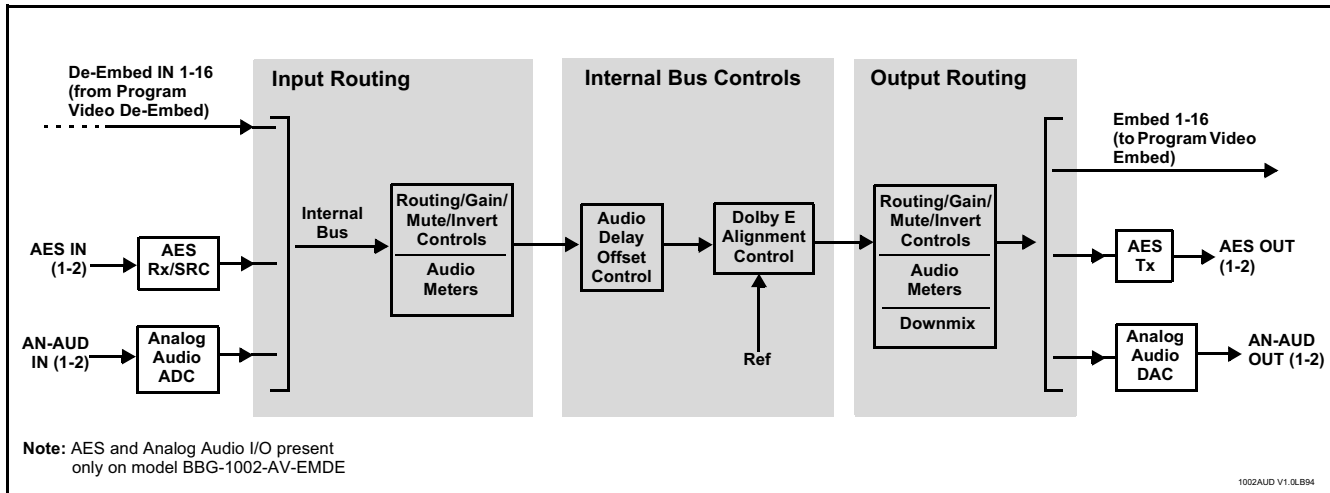 De-Embed IN 1-16
(from Program
Video De-Embed)
Input Routing
Internal Bus Controls
Output Routing
Embed 1-16
(to Program Video
Embed)
Internal
Bus
Routing/Gain/
Mute/Invert
Controls
Audio
Meters
Audio
Delay
Offset
Control
Dolby E
Alignment
Control
Ref
Routing/Gain/
Mute/Invert
Controls
Audio
Meters
Downmix
AES IN
(1-2)
AES
Rx/SRC
AN-AUD
IN (1-2)
Analog
Audio
ADC
AES
Tx
AES OUT
(1-2)
Analog
Audio
DAC
AN-AUD
OUT (1-2)
Note: AES and Analog Audio I/O present
only on model BBG-1002-AV-EMDE
1002AUD V1.0LB94